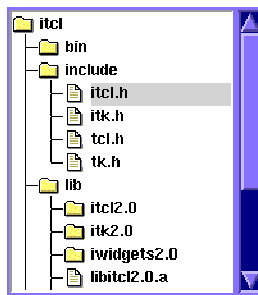 itcl
bin
include
itcl.h
itk.h
tcl.h
tk.h
lib
itcl2.0
itk2.0
iwidgets2.0
libitcl2.0.a